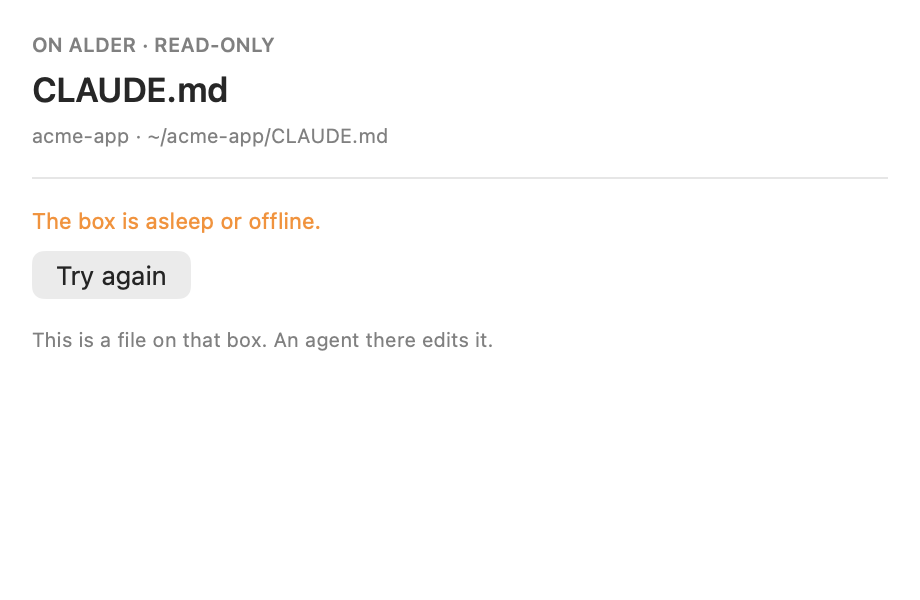 ON ALDER · READ-ONLY
CLAUDE.md
acme-app · ~/acme-app/CLAUDE.md
The box is asleep or offline.
Try again
This is a file on that box. An agent there edits it.